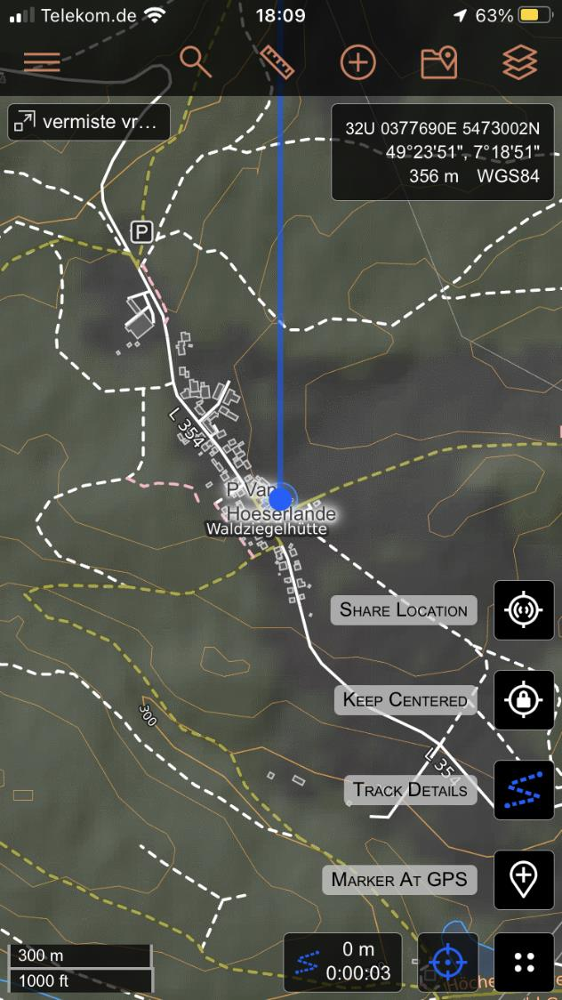 Telekom.de
18:09
63%
vermiste vr...
32U 0377690E 5473002N
49°23'51", 7°18'51"
356 m WGS84
P
L 354
P Van
Hoeserlande
Waldziegelhütte
SHARE LOCATION
KEEP CENTERED
300
L 354
TRACK DETAILS
MARKER AT GPS
300 m
1000 ft
0 m
0:00:03